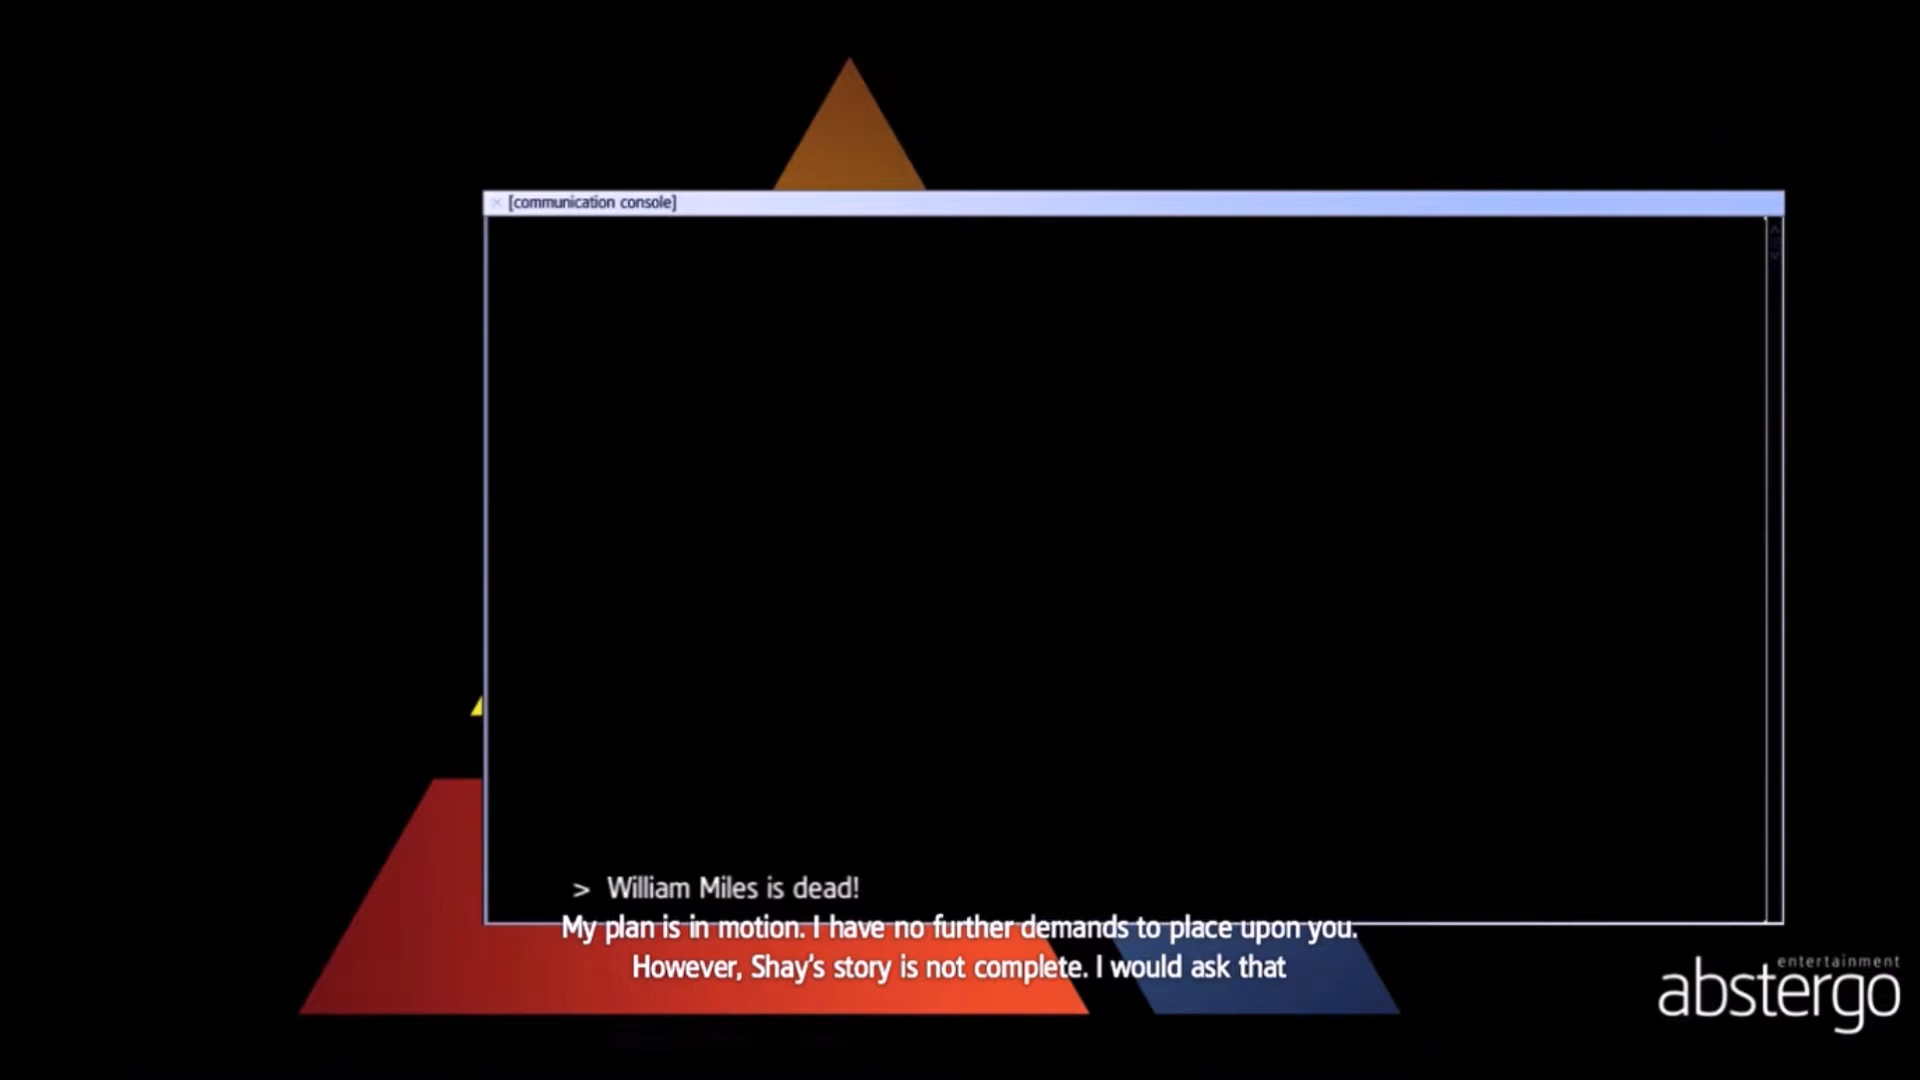 [communication console]
> William Miles is dead!
My plan is in motion. I have no further demands to place upon you.
However, Shay's story is not complete. I would ask that
entertainment
abstergo